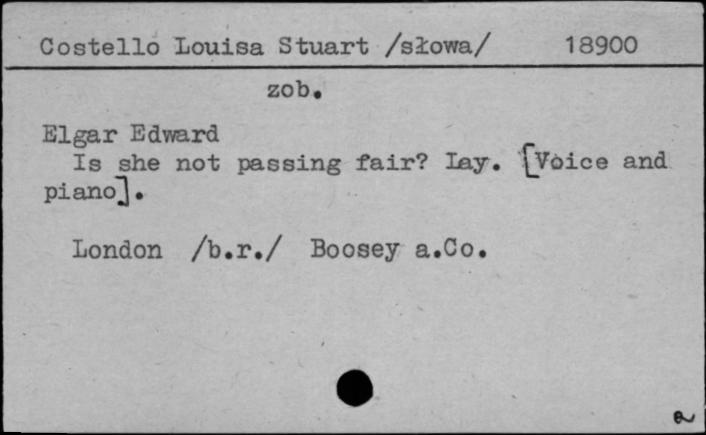 Costello Louisa Stuart /słowa/ 18900
zob.
Elgar Edward
Is she not passing fair? Lay. [Voice and
piano].
London /b.r./ Boosey a.Co.